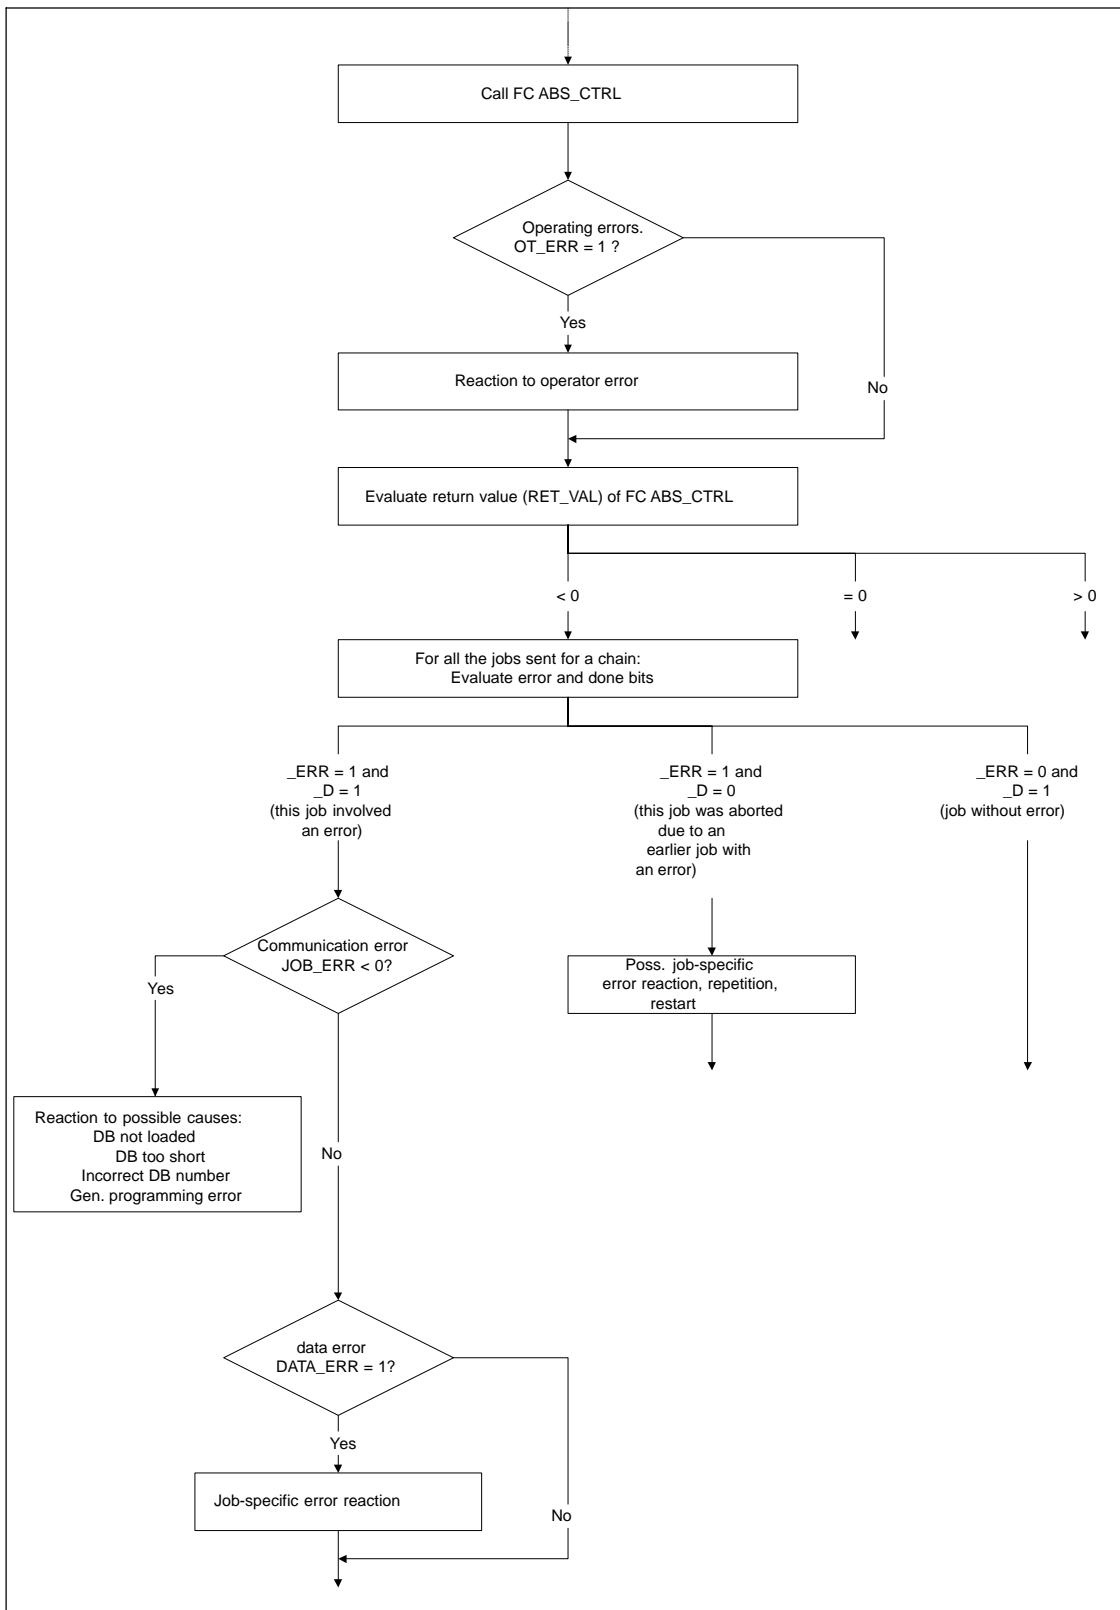 Call FC ABS_CTRL
Operating errors.
OT_ERR = 1 ?
Yes
Reaction to operator error
No
Evaluate return value (RET_VAL) of FC ABS_CTRL
< 0
= 0
> 0
For all the jobs sent for a chain:
Evaluate error and done bits
_ERR = 1 and
_D = 1
(this job involved
an error)
_ERR = 1 and
_D = 0
(this job was aborted
due to an
earlier job with
an error)
_ERR = 0 and
_D = 1
(job without error)
Communication error
JOB_ERR < 0?
Yes
Poss. job-specific
error reaction, repetition,
restart
Reaction to possible causes:
DB not loaded
DB too short
Incorrect DB number
Gen. programming error
No
data error
DATA_ERR = 1?
Yes
Job-specific error reaction
No